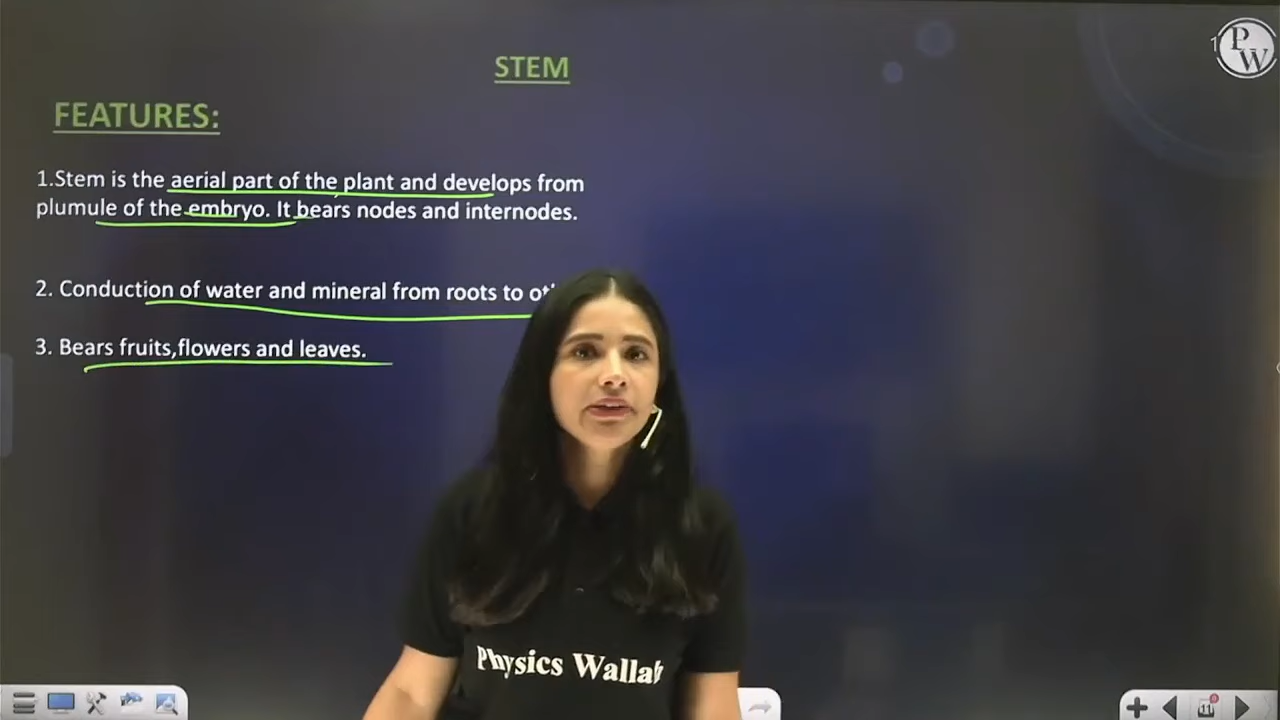 STEM
FEATURES:
1.Stem is the aerial part of the plant and develops from
plumule of the embryo. It bears nodes and internodes.
2. Conduction of water and mineral from roots to
3. Bears fruits,flowers and leaves.
PW
Physics Wallah
11